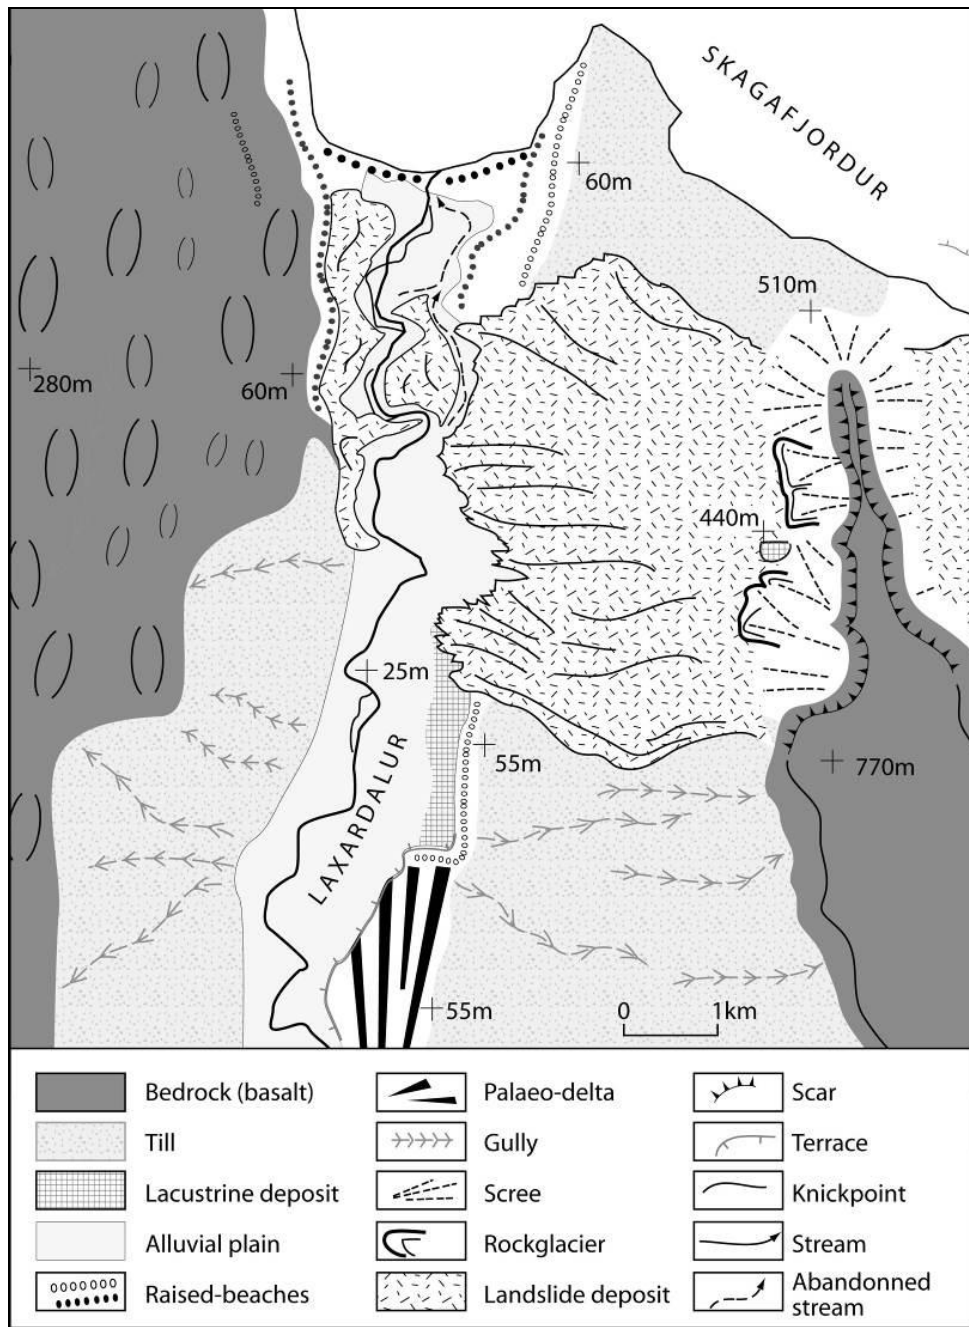 SKAGAFJORDUR
60m
510m
280m
60m
440m
25m
55m
770m
LAXARDALUR
55m
0 1km
Bedrock (basalt)
Till
Lacustrine deposit
Alluvial plain
Raised-beaches
Palaeo-delta
Gully
Scree
Rockglacier
Landslide deposit
Scar
Terrace
Knickpoint
Stream
Abandonned
stream